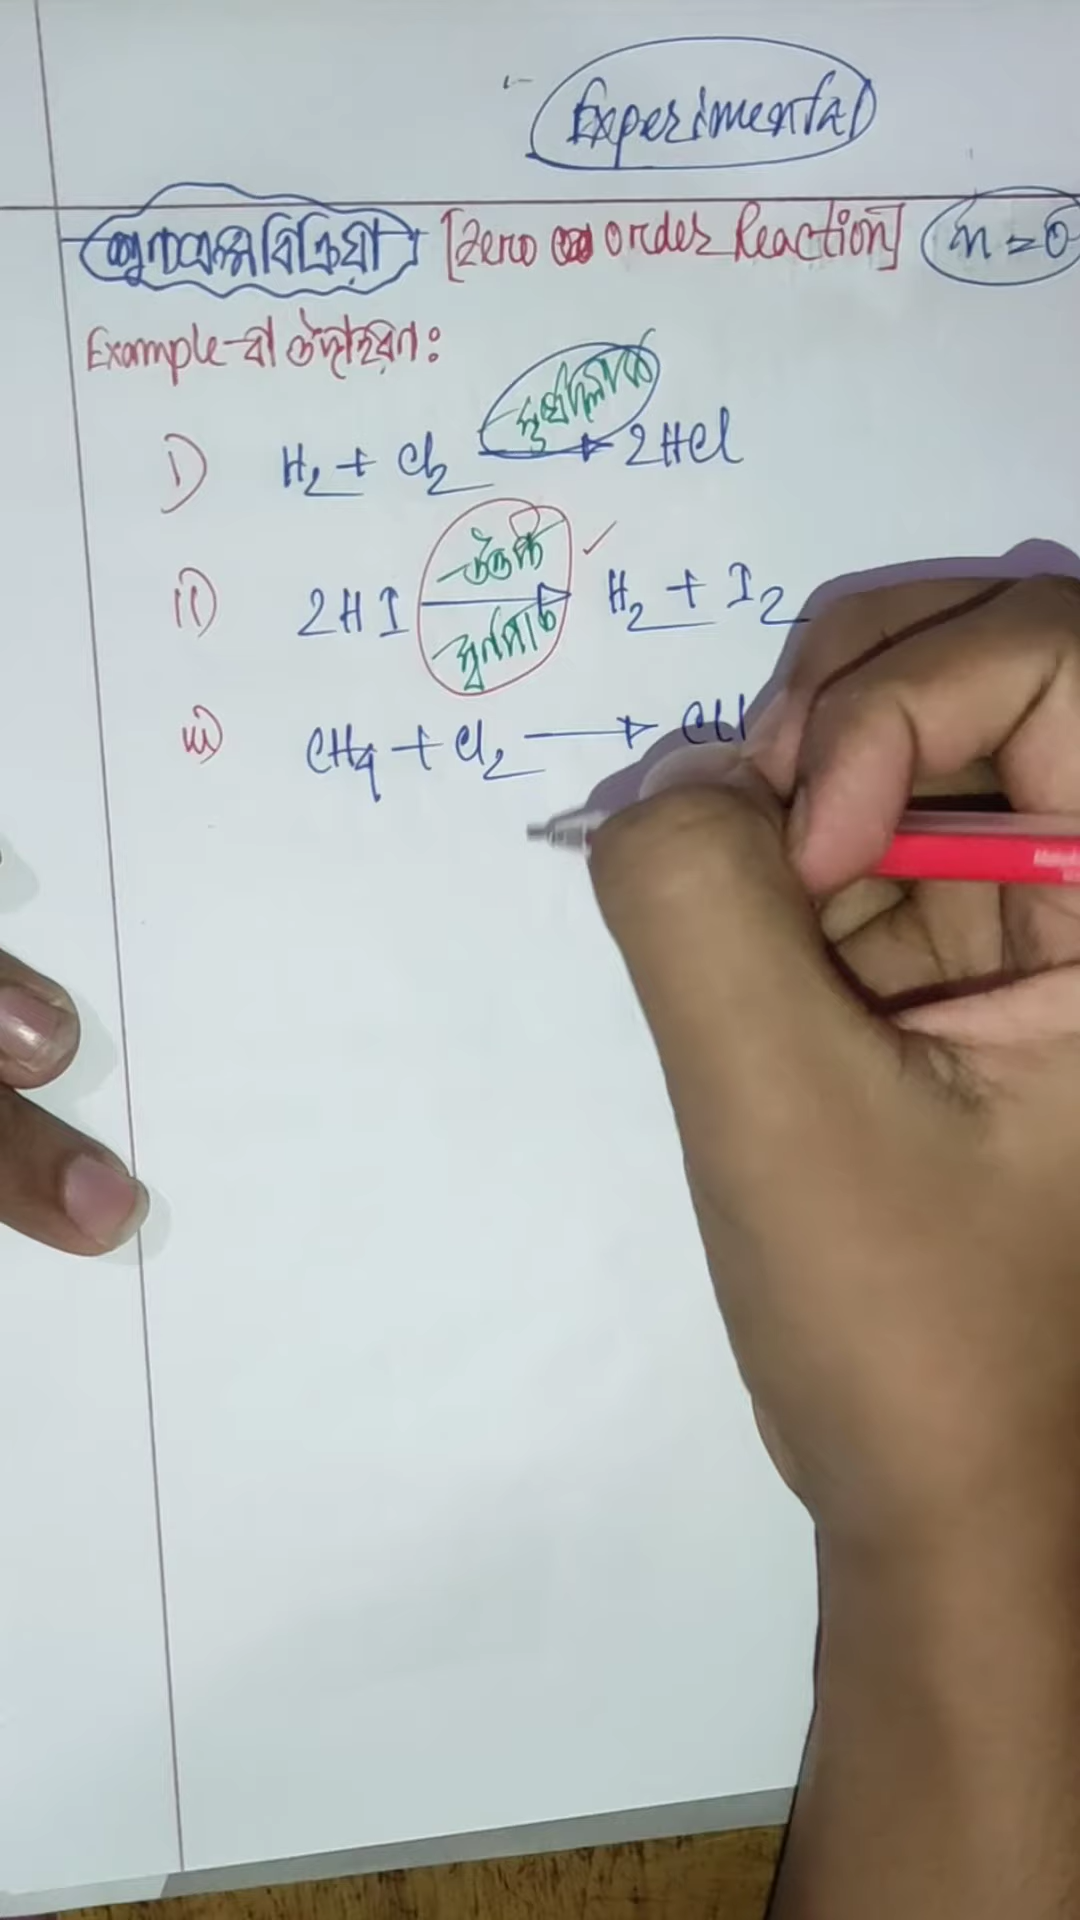 Experimental
শূন্যক্রম বিক্রিয়া [Zero order Reaction] n = 0
Example বা উদাহরণ:
i) H₂ + Cl₂ সূর্যালোক → 2HCl
ii) 2HI উত্তপ্ত → স্বর্ণপাত H₂ + I₂
iii) CH₄ + Cl₂ → CH